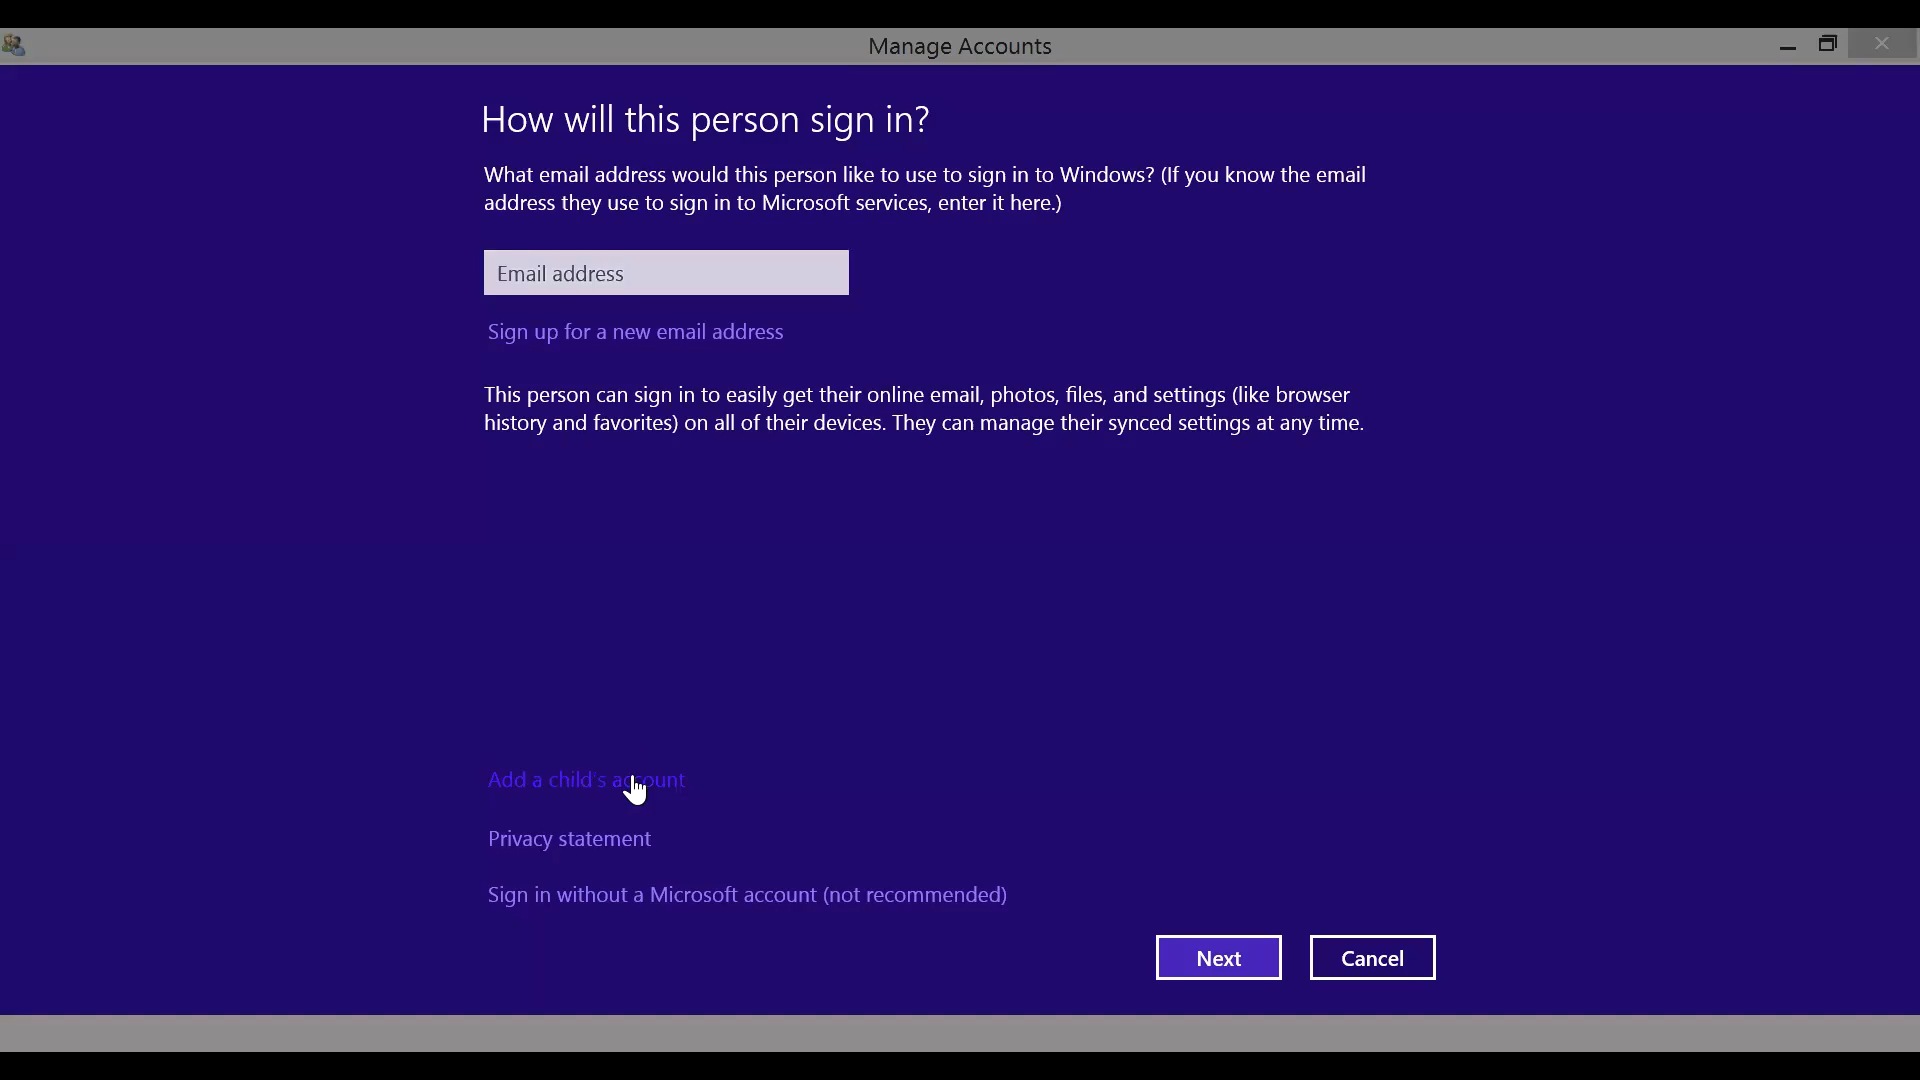 Manage Accounts
How will this person sign in?
What email address would this person like to use to sign in to Windows? (If you know the email
address they use to sign in to Microsoft services, enter it here.)
Email address
Sign up for a new email address
This person can sign in to easily get their online email, photos, files, and settings (like browser
history and favorites) on all of their devices. They can manage their synced settings at any time.
Add a child's account
Privacy statement
Sign in without a Microsoft account (not recommended)
Next Cancel